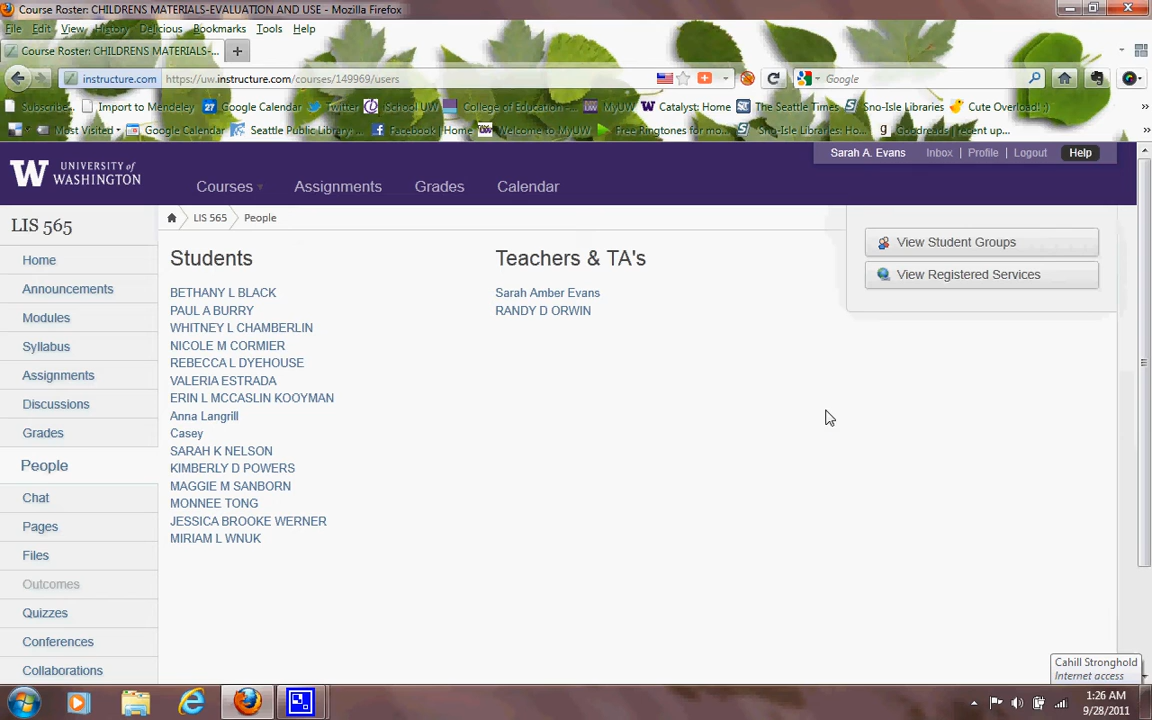 Course Roster: CHILDRENS MATERIALS-EVALUATION AND USE - Mozilla Firefox
File Edit View History Delicious Bookmarks Tools Help
Course Roster: CHILDRENS MATERIALS-...
instructure.com https://uw.instructure.com/courses/149969/users
Google
Subscribe... Import to Mendeley 27 Google Calendar Twitter School UW College of Education -... MyUW Catalyst: Home The Seattle Times Sno-Isle Libraries Cute Overload! ;)
Most Visited Google Calendar Seattle Public Library... Facebook | Home Welcome to MyUW Free Ringtones for mo... Sno-Isle Libraries: Ho... Goodreads | recent up...
Sarah A. Evans Inbox | Profile | Logout Help
W UNIVERSITY of
WASHINGTON
Courses Assignments Grades Calendar
LIS 565
LIS 565 People
Home
Announcements
Modules
Syllabus
Assignments
Discussions
Grades
People
Chat
Pages
Files
Outcomes
Quizzes
Conferences
Collaborations
Students
BETHANY L BLACK
PAUL A BURRY
WHITNEY L CHAMBERLIN
NICOLE M CORMIER
REBECCA L DYEHOUSE
VALERIA ESTRADA
ERIN L MCCASLIN KOOYMAN
Anna Langrill
Casey
SARAH K NELSON
KIMBERLY D POWERS
MAGGIE M SANBORN
MONNEE TONG
JESSICA BROOKE WERNER
MIRIAM L WNUK
Teachers & TA's
Sarah Amber Evans
RANDY D ORWIN
View Student Groups
View Registered Services
Cahill Stronghold
Internet access
1:26 AM
9/28/2011